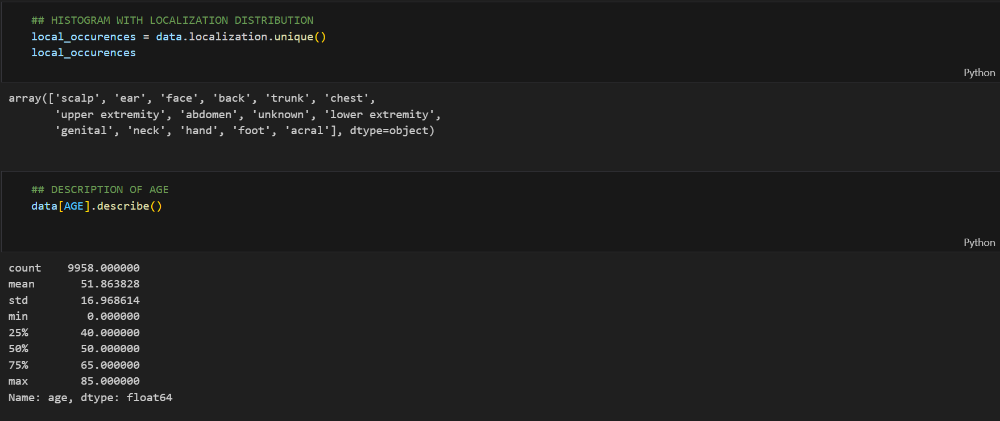 ## HISTOGRAM WITH LOCALIZATION DISTRIBUTION
local_occurences = data.localization.unique()
local_occurences
Python
array(['scalp', 'ear', 'face', 'back', 'trunk', 'chest',
       'upper extremity', 'abdomen', 'unknown', 'lower extremity',
       'genital', 'neck', 'hand', 'foot', 'acral'], dtype=object)
## DESCRIPTION OF AGE
data[AGE].describe()
Python
count    9958.000000
mean       51.863828
std        16.968614
min         0.000000
25%        40.000000
50%        50.000000
75%        65.000000
max        85.000000
Name: age, dtype: float64